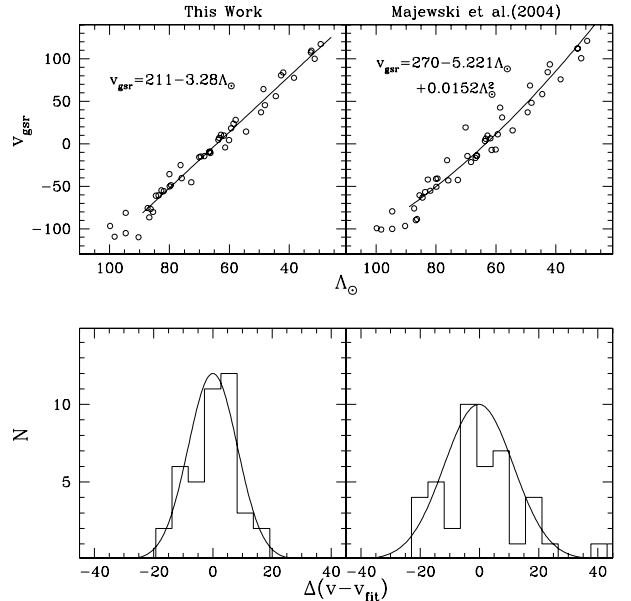 This Work
Majewski et al.(2004)
v_gsr=211−3.28Λ_⊙
v_gsr=270−5.221Λ_⊙
+0.0152Λ²_⊙
v_gsr
100
50
0
−50
−100
100 80 60 40
100 80 60 40 20
Λ_⊙
N
10
5
−40 −20 0 20
−40 −20 0 20 40
Δ(v−v_fit)